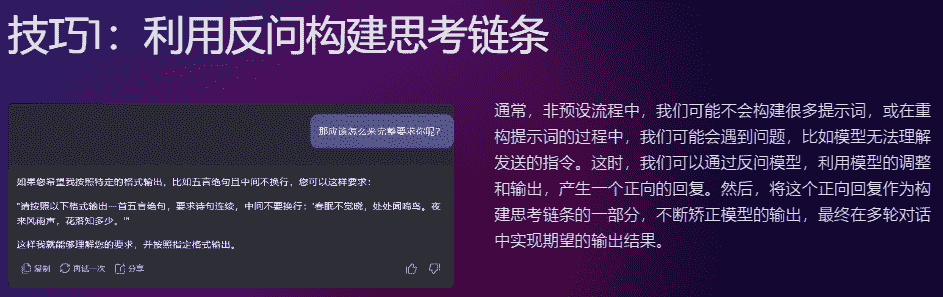 技巧1：利用反问构建思考链条
那应该怎么来完整要求你呢？
如果您希望我按照特定的格式输出，比如五言绝句且中间不换行，您可以这样要求：
"请按照以下格式输出一首五言绝句，要求诗句连续，中间不要换行：'春眠不觉晓，处处闻啼鸟。夜
来风雨声，花落知多少。'"
这样我就能够理解您的要求，并按照指定格式输出。
复制 再试一次 分享
通常，非预设流程中，我们可能不会构建很多提示词，或在重
构提示词的过程中，我们可能会遇到问题，比如模型无法理解
发送的指令。这时，我们可以通过反问模型，利用模型的调整
和输出，产生一个正向的回复。然后，将这个正向回复作为构
建思考链条的一部分，不断矫正模型的输出，最终在多轮对话
中实现期望的输出结果。